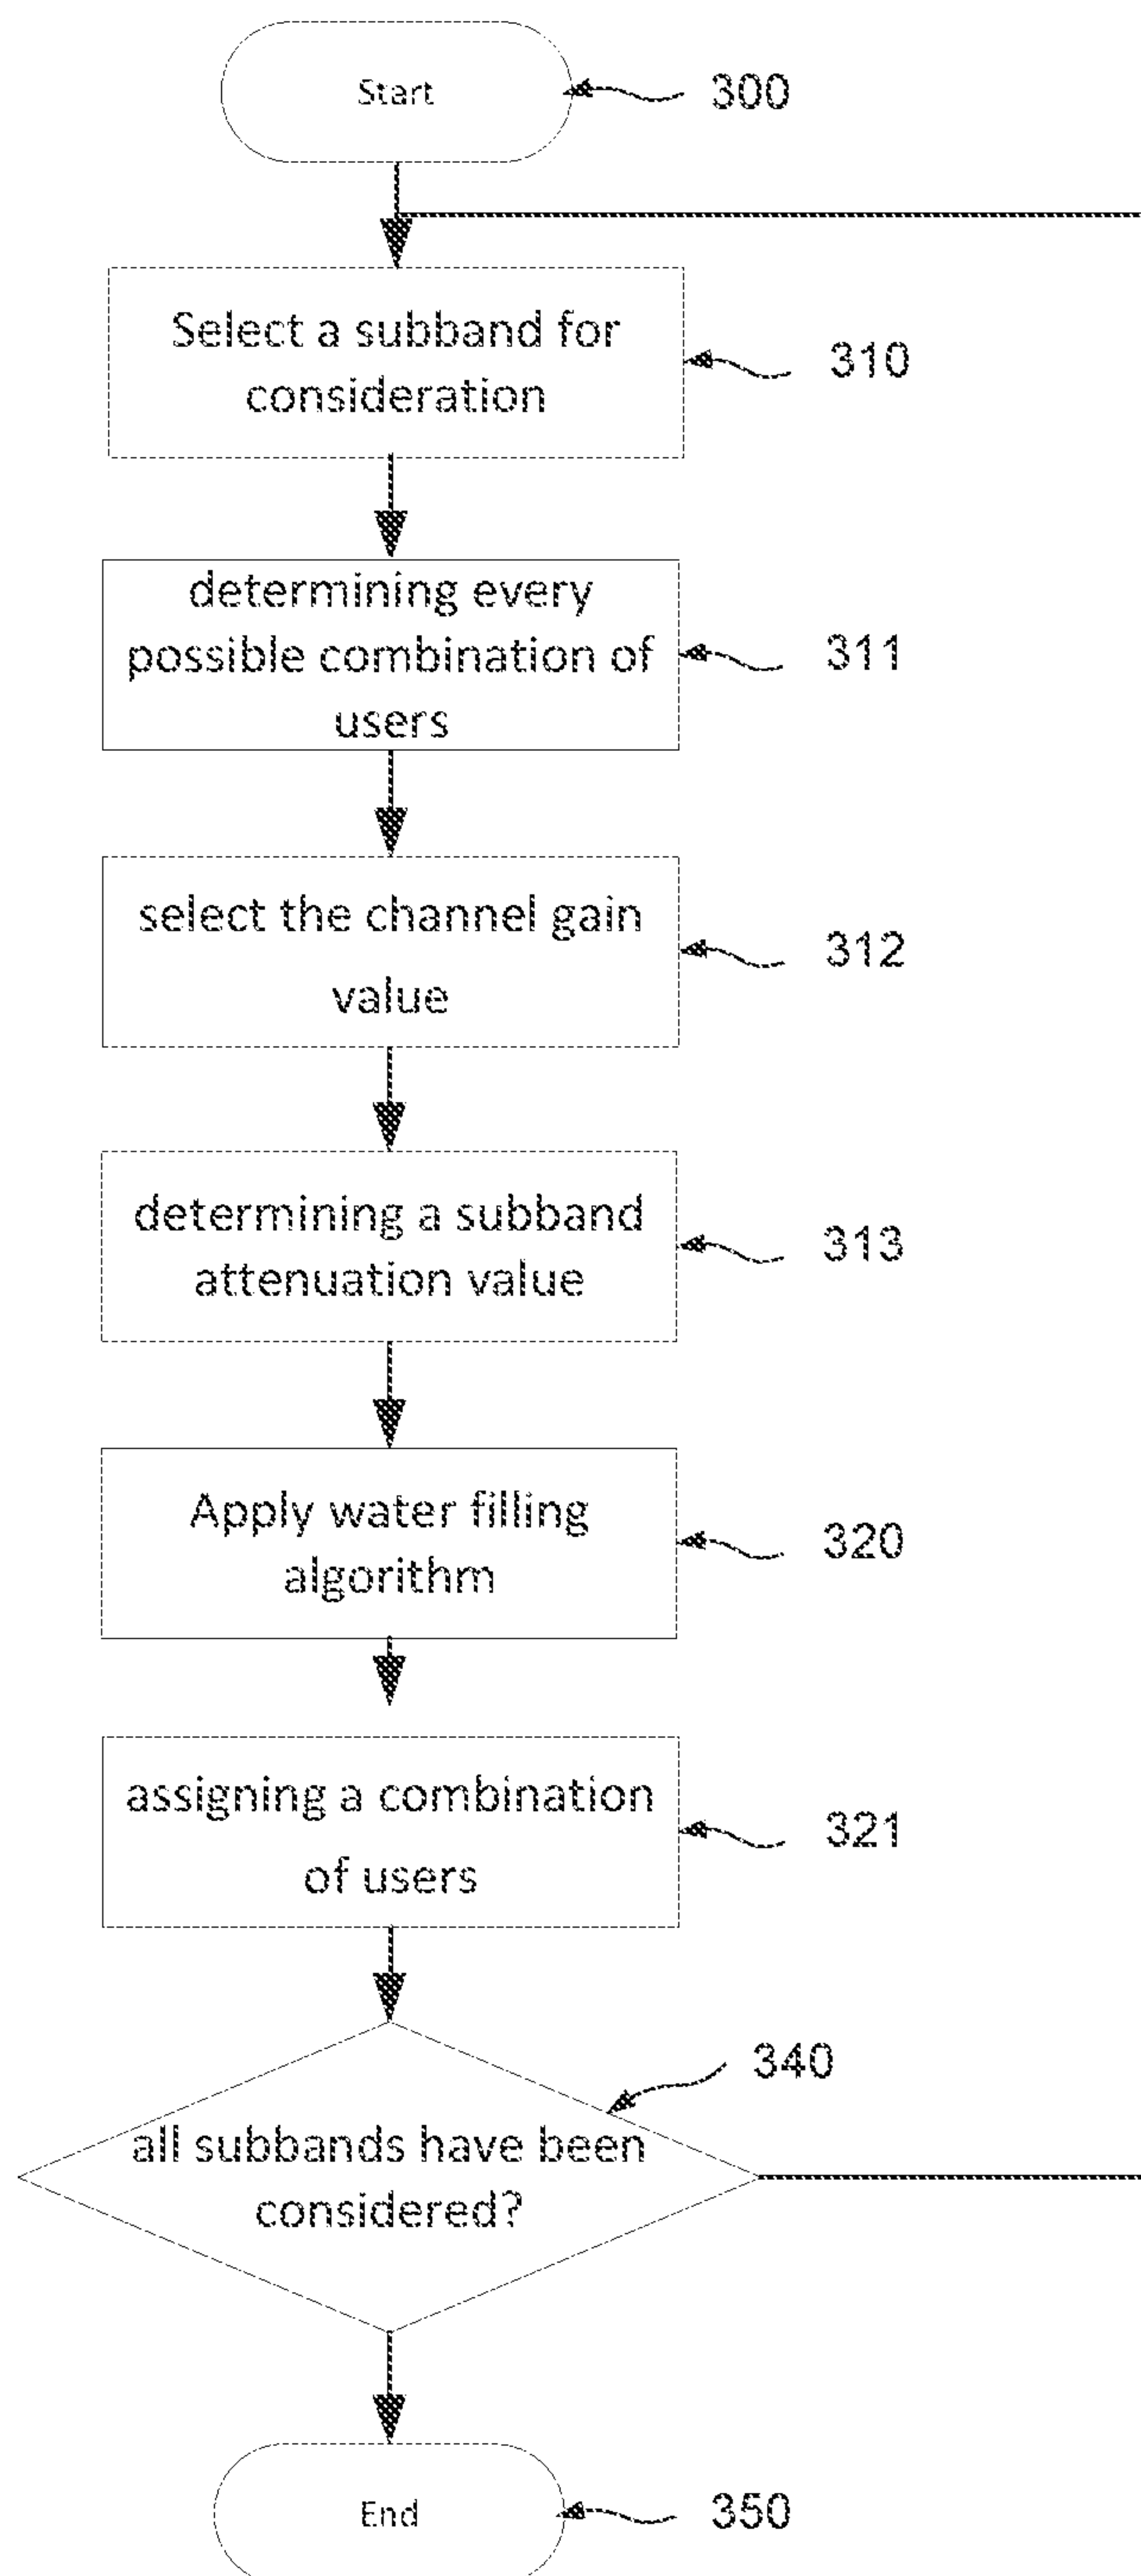 Start
300
Select a subband for
consideration
310
determining every
possible combination of
users
311
select the channel gain
value
312
determining a subband
attenuation value
313
Apply water filling
algorithm
320
assigning a combination
of users
321
340
all subbands have been
considered?
End
350